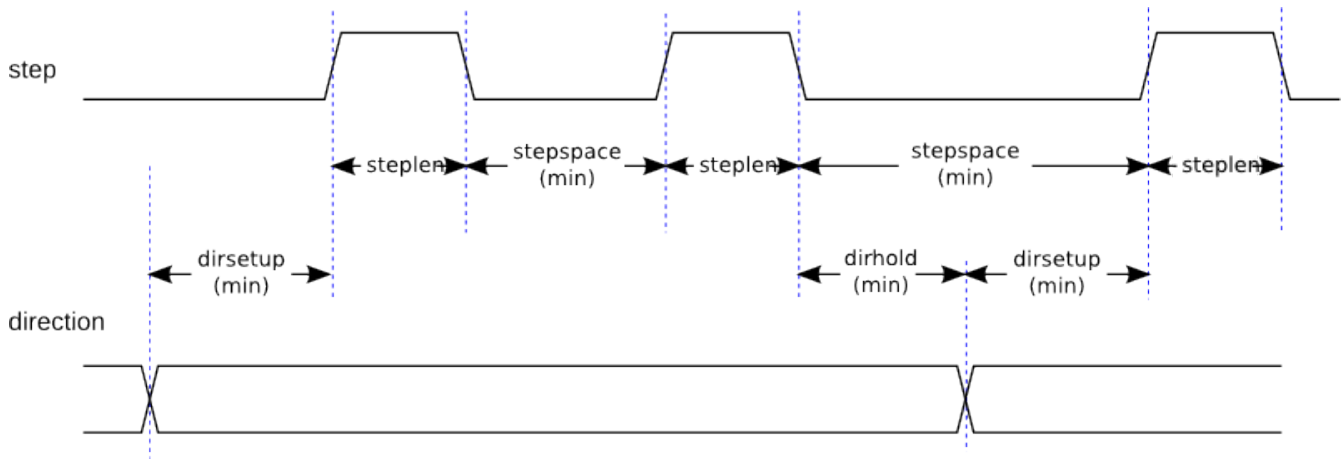 step
steplen
stepspace
(min)
steplen
stepspace
(min)
steplen
dirsetup
(min)
dirhold
(min)
dirsetup
(min)
direction